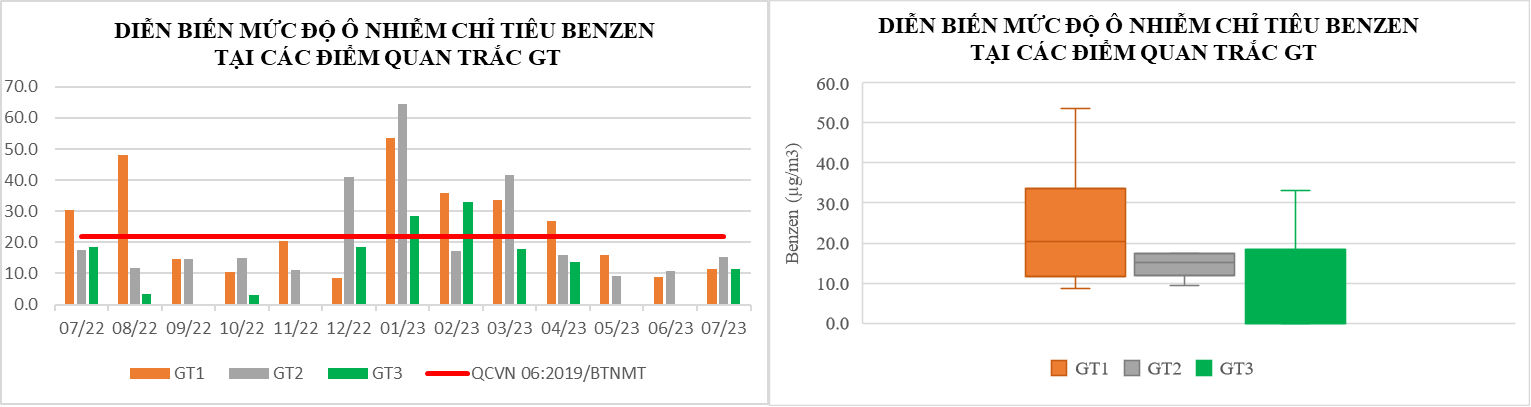 DIỄN BIẾN MỨC ĐỘ Ô NHIỄM CHỈ TIÊU BENZEN
TẠI CÁC ĐIỂM QUAN TRẮC GT
70.0
60.0
50.0
40.0
30.0
20.0
10.0
0.0
07/22 08/22 09/22 10/22 11/22 12/22 01/23 02/23 03/23 04/23 05/23 06/23 07/23
GT1 GT2 GT3 QCVN 06:2019/BTNMT
DIỄN BIẾN MỨC ĐỘ Ô NHIỄM CHỈ TIÊU BENZEN
TẠI CÁC ĐIỂM QUAN TRẮC GT
Benzen (µg/m3)
60.0
50.0
40.0
30.0
20.0
10.0
0.0
GT1 GT2 GT3